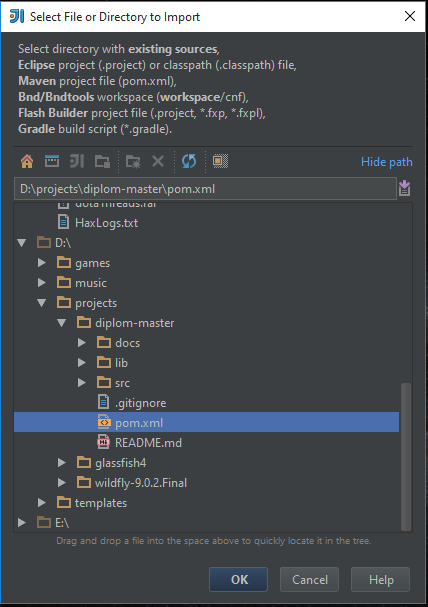 Select File or Directory to Import
Select directory with existing sources,
Eclipse project (.project) or classpath (.classpath) file,
Maven project file (pom.xml),
Bnd/Bndtools workspace (workspace/cnf),
Flash Builder project file (.project, *.fxp, *.fxpl),
Gradle build script (*.gradle).
Hide path
D:\projects\diplom-master\pom.xml
HaxLogs.txt
D:\
games
music
projects
diplom-master
docs
lib
src
.gitignore
pom.xml
README.md
glassfish4
wildfly-9.0.2.Final
templates
E:\
Drag and drop a file into the space above to quickly locate it in the tree.
OK Cancel Help